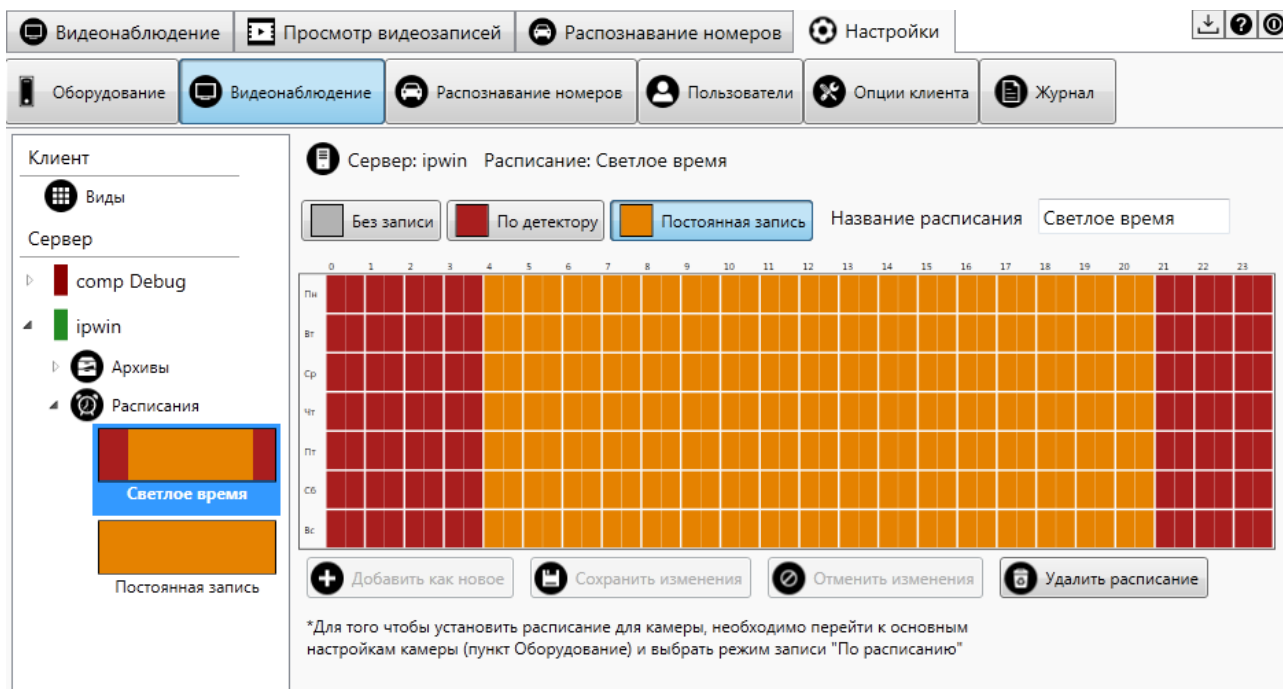 Видеонаблюдение Просмотр видеозаписей Распознавание номеров Настройки
Оборудование Видеонаблюдение Распознавание номеров Пользователи Опции клиента Журнал
Клиент
Виды
Сервер
comp Debug
ipwin
Архивы
Расписания
Светлое время
Постоянная запись
Сервер: ipwin Расписание: Светлое время
Без записи По детектору Постоянная запись Название расписания Светлое время
0 1 2 3 4 5 6 7 8 9 10 11 12 13 14 15 16 17 18 19 20 21 22 23
Пн
Вт
Ср
Чт
Пт
Сб
Вс
Добавить как новое Сохранить изменения Отменить изменения Удалить расписание
*Для того чтобы установить расписание для камеры, необходимо перейти к основным
настройкам камеры (пункт Оборудование) и выбрать режим записи "По расписанию"